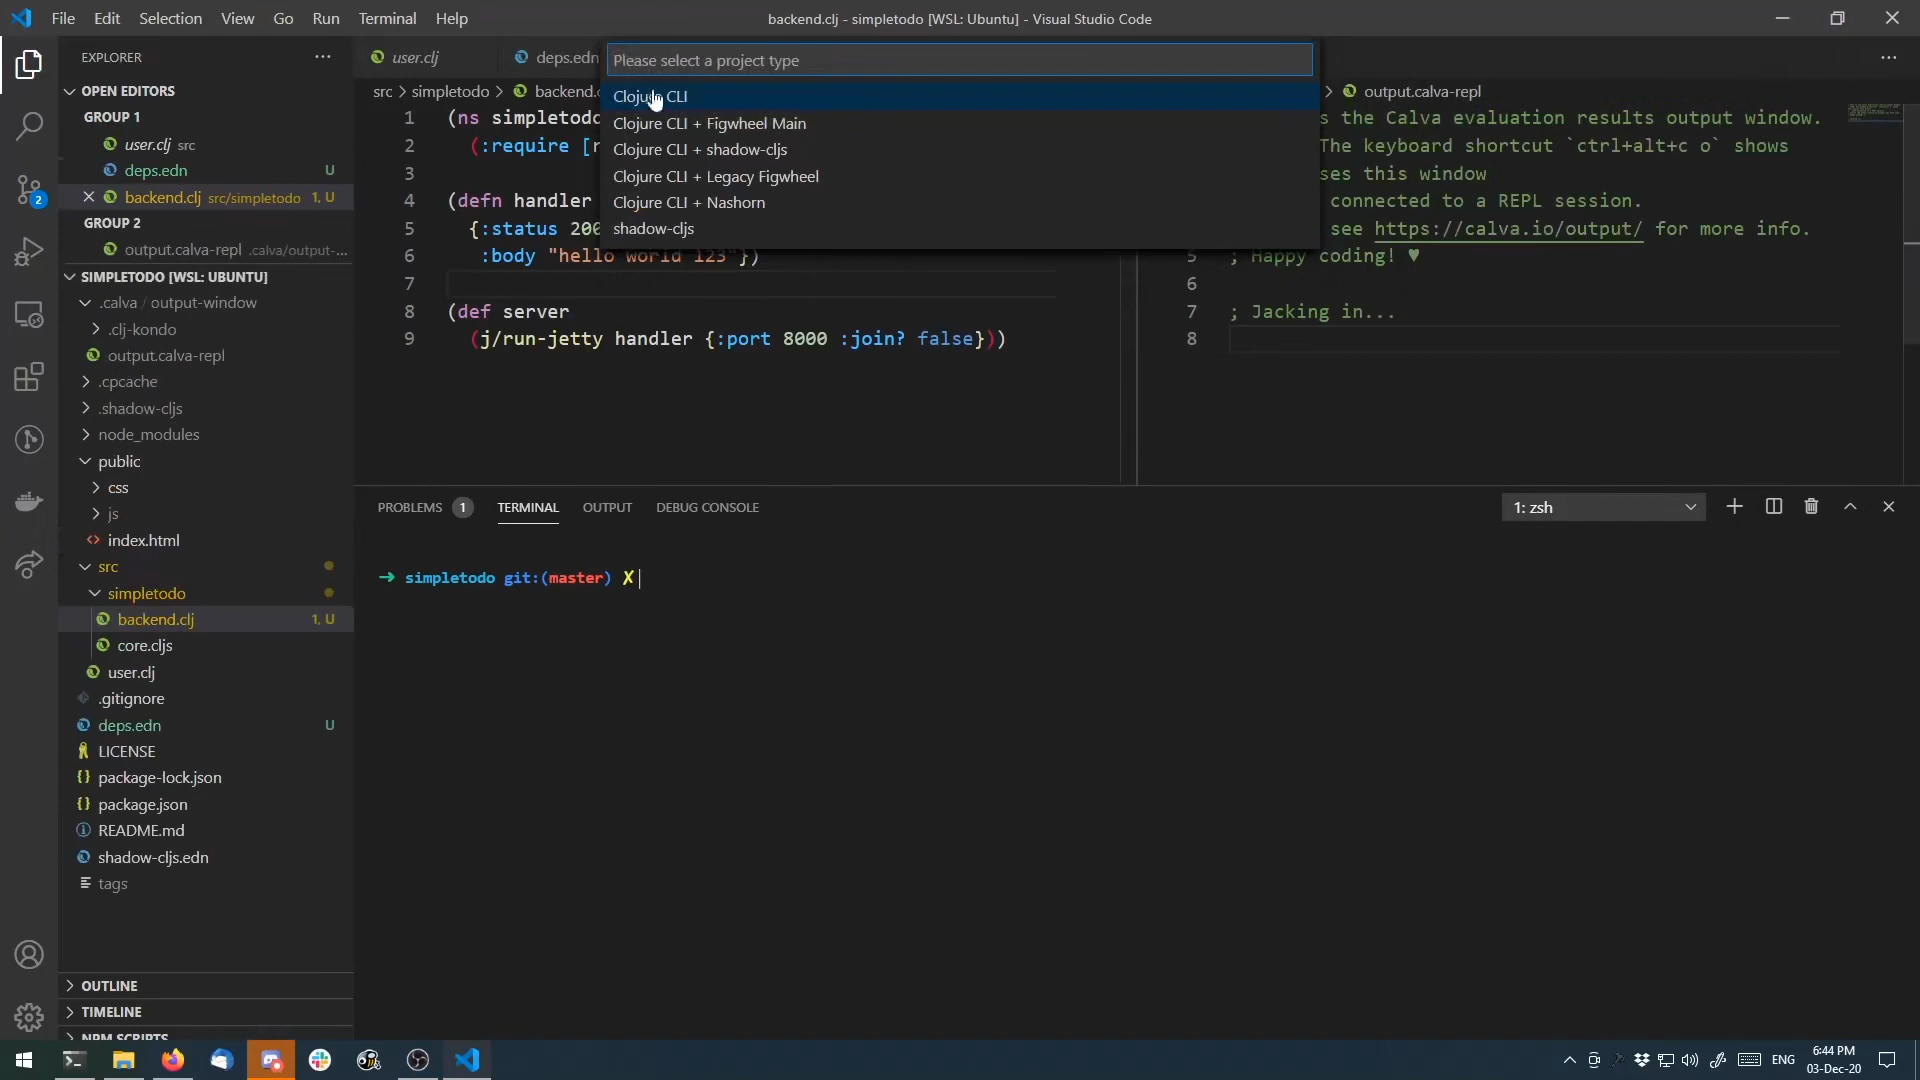 File Edit Selection View Go Run Terminal Help
backend.clj - simpletodo [WSL: Ubuntu] - Visual Studio Code
EXPLORER
OPEN EDITORS
GROUP 1
user.clj src
deps.edn U
backend.clj src/simpletodo 1, U
GROUP 2
output.calva-repl .calva/output-...
SIMPLETODO [WSL: UBUNTU]
.calva / output-window
.clj-kondo
output.calva-repl
.cpcache
.shadow-cljs
node_modules
public
css
js
index.html
src
simpletodo
backend.clj 1, U
core.cljs
user.clj
.gitignore
deps.edn U
LICENSE
package-lock.json
package.json
README.md
shadow-cljs.edn
tags
OUTLINE
TIMELINE
NPM SCRIPTS
2
user.clj
deps.edn
src > simpletodo > backend.c
Please select a project type
Clojure CLI
Clojure CLI + Figwheel Main
Clojure CLI + shadow-cljs
Clojure CLI + Legacy Figwheel
Clojure CLI + Nashorn
shadow-cljs
1 (ns simpletodo
2 (:require [r
3
4 (defn handler
5 {:status 200
6 :body "hello world 123"})
7
8 (def server
9 (j/run-jetty handler {:port 8000 :join? false}))
output.calva-repl
s the Calva evaluation results output window.
The keyboard shortcut `ctrl+alt+c o` shows
ses this window
connected to a REPL session.
see https://calva.io/output/ for more info.
5 ; Happy coding! ♥
6
7 ; Jacking in...
8
PROBLEMS 1 TERMINAL OUTPUT DEBUG CONSOLE
1: zsh
→ simpletodo git:(master) ✗
ENG
6:44 PM
03-Dec-20